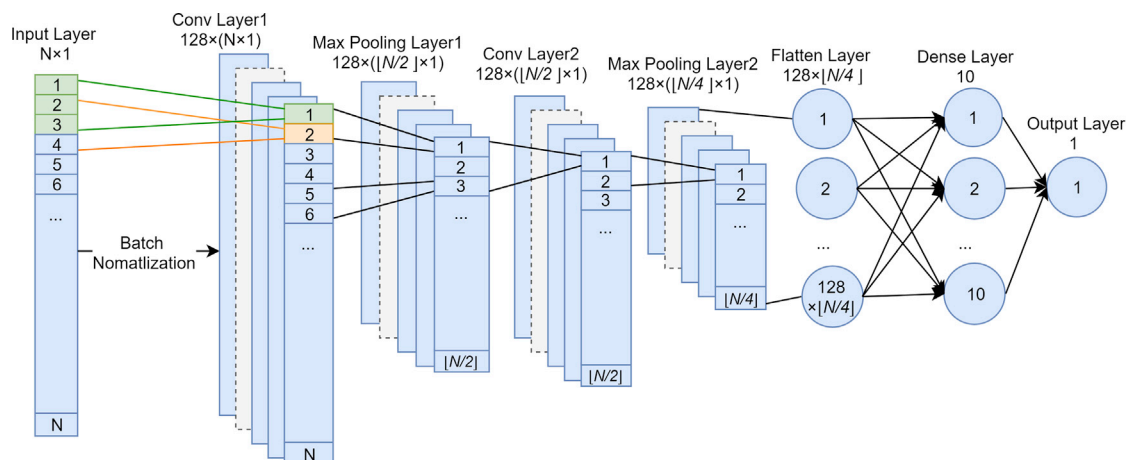 Input Layer
N×1
1
2
3
4
5
6
...
N
Batch
Nomatlization
Conv Layer1
128×(N×1)
1
2
3
4
5
6
...
N
Max Pooling Layer1
128×(⌊N/2 ⌋×1)
1
2
3
...
⌊N/2⌋
Conv Layer2
128×(⌊N/2 ⌋×1)
1
2
3
...
⌊N/2⌋
Max Pooling Layer2
128×(⌊N/4 ⌋×1)
1
2
...
⌊N/4⌋
Flatten Layer
128×⌊N/4 ⌋
1
2
...
128
×⌊N/4⌋
Dense Layer
10
1
2
...
10
Output Layer
1
1